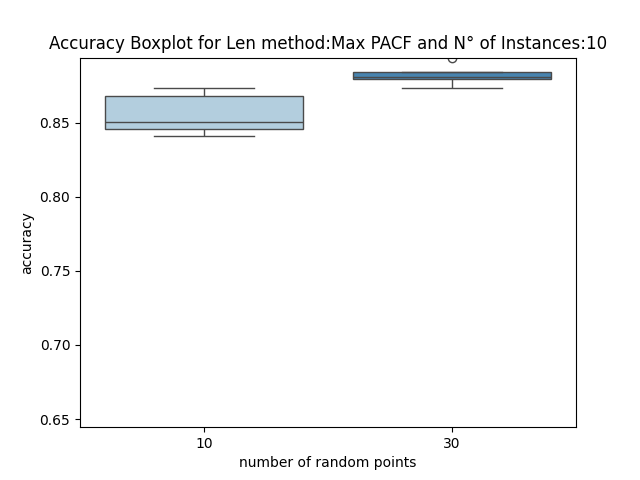 Accuracy Boxplot for Len method:Max PACF and N° of Instances:10
accuracy
0.85
0.80
0.75
0.70
0.65
10
30
number of random points